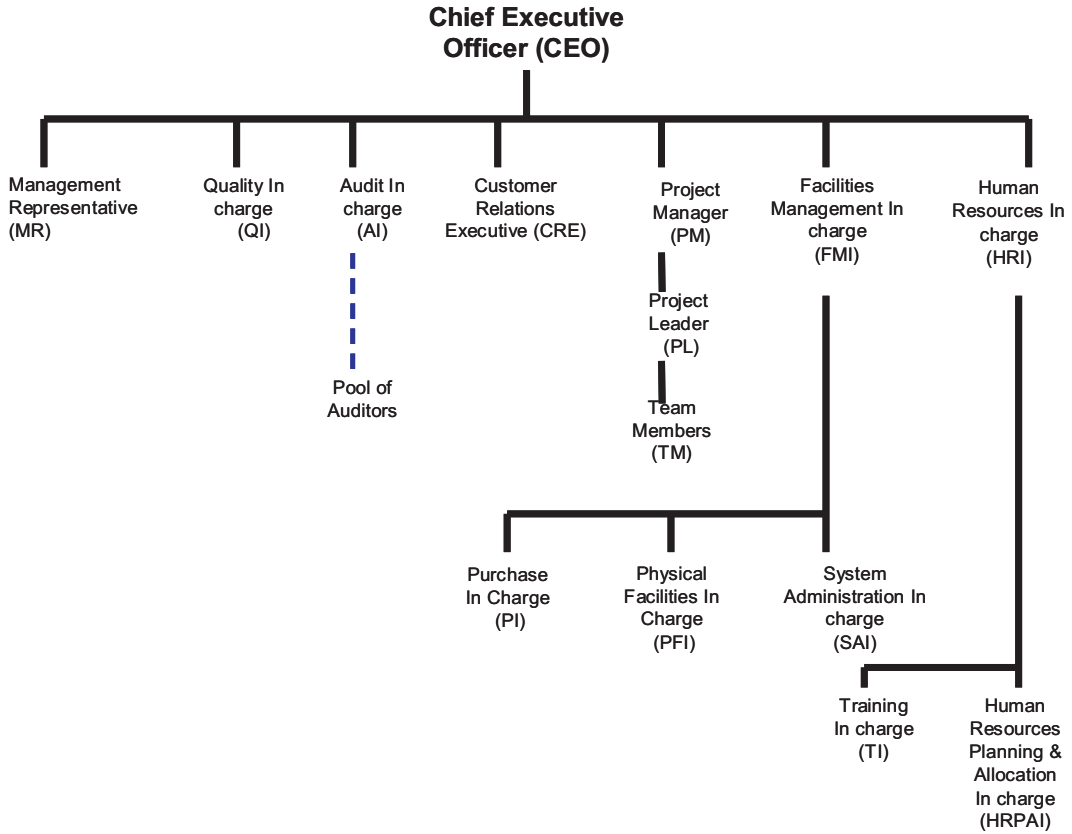 Chief Executive
Officer (CEO)
Management
Representative
(MR)
Quality In
charge
(QI)
Audit In
charge
(AI)
Customer
Relations
Executive (CRE)
Project
Manager
(PM)
Facilities
Management In
charge
(FMI)
Human
Resources In
charge
(HRI)
Pool of
Auditors
Project
Leader
(PL)
Team
Members
(TM)
Purchase
In Charge
(PI)
Physical
Facilities In
Charge
(PFI)
System
Administration In
charge
(SAI)
Training
In charge
(TI)
Human
Resources
Planning &
Allocation
In charge
(HRPAI)